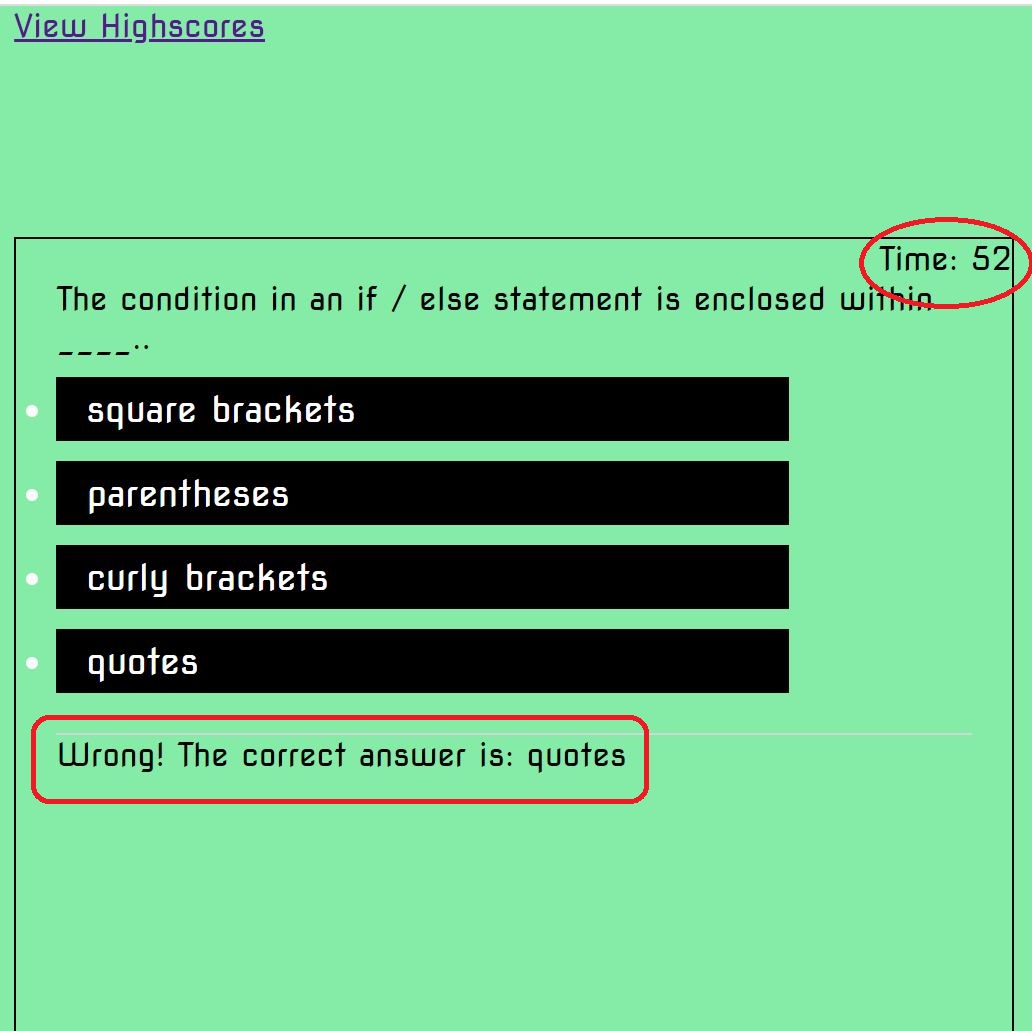 View Highscores
Time: 52
The condition in an if / else statement is enclosed within
____..
square brackets
parentheses
curly brackets
quotes
Wrong! The correct answer is: quotes